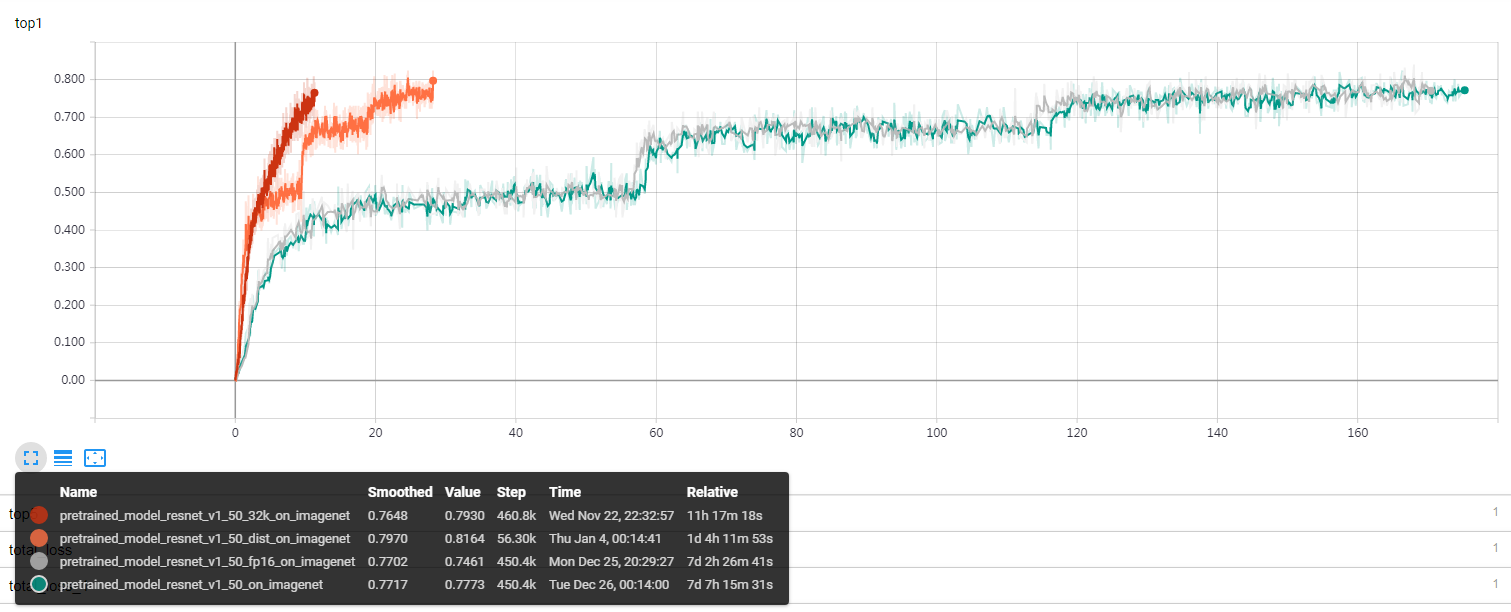 top1
0.800
0.700
0.600
0.500
0.400
0.300
0.200
0.100
0.00
0 20 40 60 80 100 120 140 160
Name Smoothed Value Step Time Relative
pretrained_model_resnet_v1_50_32k_on_imagenet 0.7648 0.7930 460.8k Wed Nov 22, 22:32:57 11h 17m 18s
pretrained_model_resnet_v1_50_dist_on_imagenet 0.7970 0.8164 56.30k Thu Jan 4, 00:14:41 1d 4h 11m 53s
pretrained_model_resnet_v1_50_fp16_on_imagenet 0.7702 0.7461 450.4k Mon Dec 25, 20:29:27 7d 2h 26m 41s
pretrained_model_resnet_v1_50_on_imagenet 0.7717 0.7773 450.4k Tue Dec 26, 00:14:00 7d 7h 15m 31s
1
total_loss 1
1